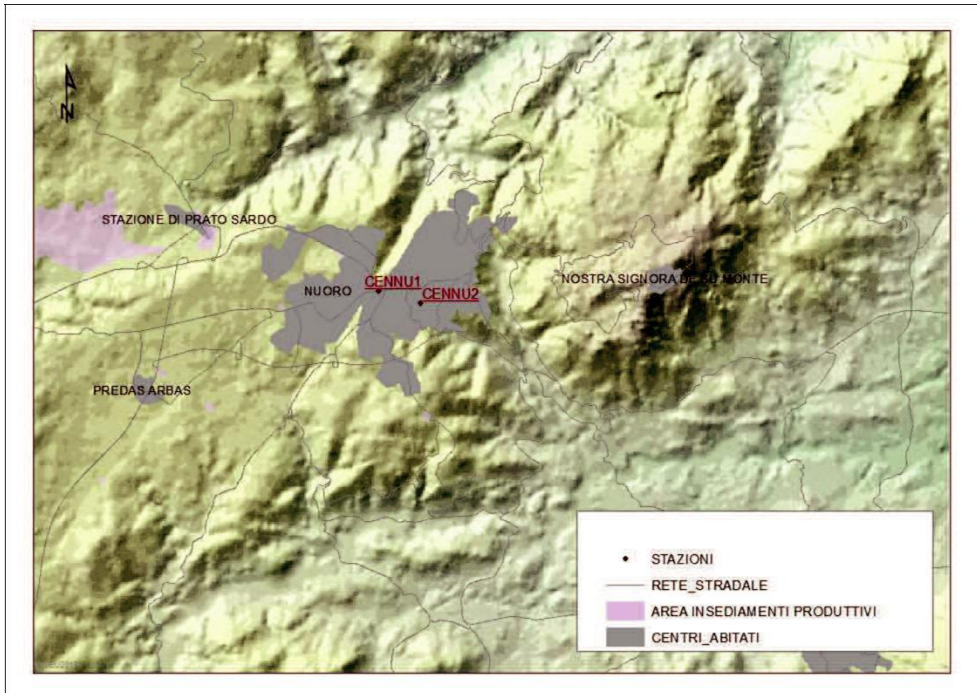 N
STAZIONE DI PRATO SARDO
NUORO
CENNU1
CENNU2
NOSTRA SIGNORA DE SU MONTE
PREDAS ARBAS
STAZIONI
RETE_STRADALE
AREA INSEDIAMENTI PRODUTTIVI
CENTRI_ABITATI